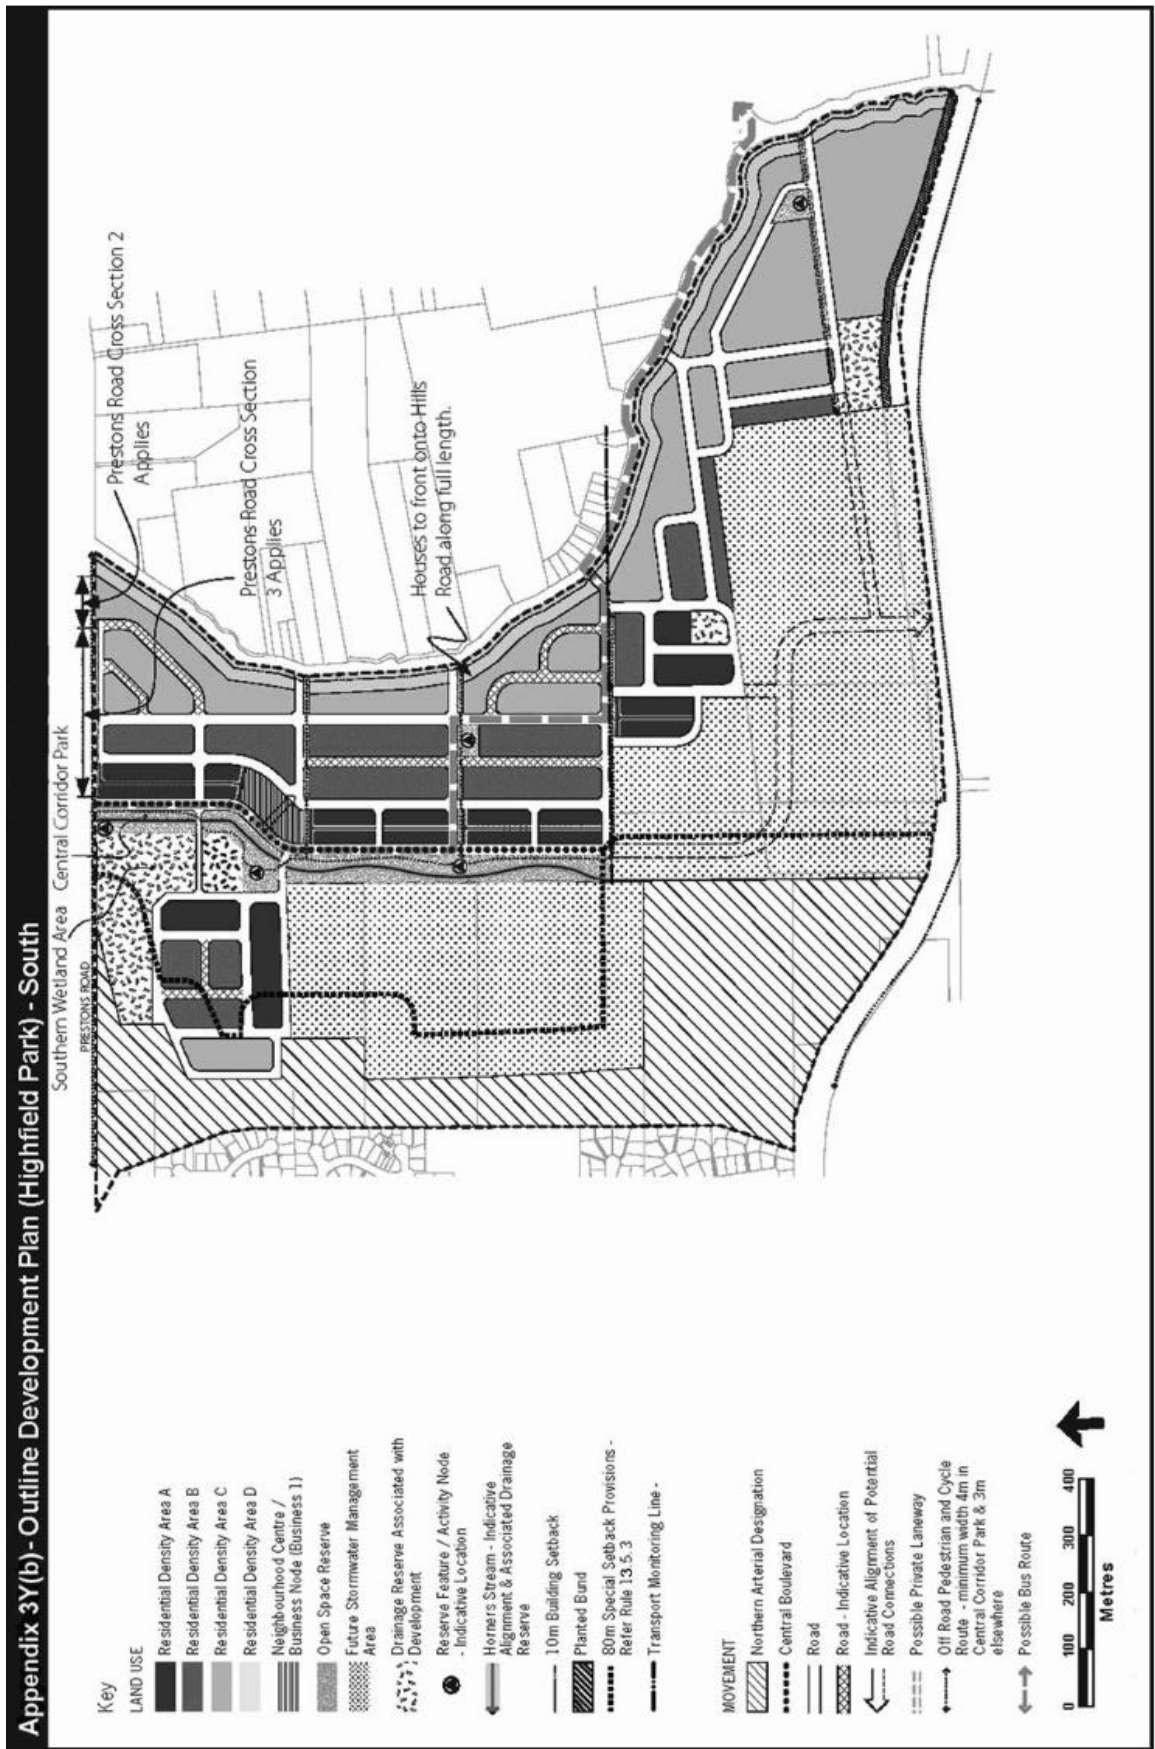 Appendix 3Y(b) - Outline Development Plan (Highfield Park) - South
Southern Wetland Area
Central Corridor Park
PRESTONS ROAD
Prestons Road Cross Section 2
Applies
Prestons Road Cross Section
3 Applies
Houses to front onto Hills
Road along full length.
Key
LAND USE
Residential Density Area A
Residential Density Area B
Residential Density Area C
Residential Density Area D
Neighbourhood Centre /
Business Node (Business 1)
Open Space Reserve
Future Stormwater Management
Area
Drainage Reserve Associated with
Development
Reserve Feature / Activity Node
- Indicative Location
Horners Stream - Indicative
Alignment & Associated Drainage
Reserve
10m Building Setback
Planted Bund
80m Special Setback Provisions -
Refer Rule 13.5.3
Transport Monitoring Line -
MOVEMENT
Northern Arterial Designation
Central Boulevard
Road
Road - Indicative Location
Indicative Alignment of Potential
Road Connections
Possible Private Laneway
Off Road Pedestrian and Cycle
Route - minimum width 4m in
Central Corridor Park & 3m
elsewhere
Possible Bus Route
0 100 200 300 400
Metres